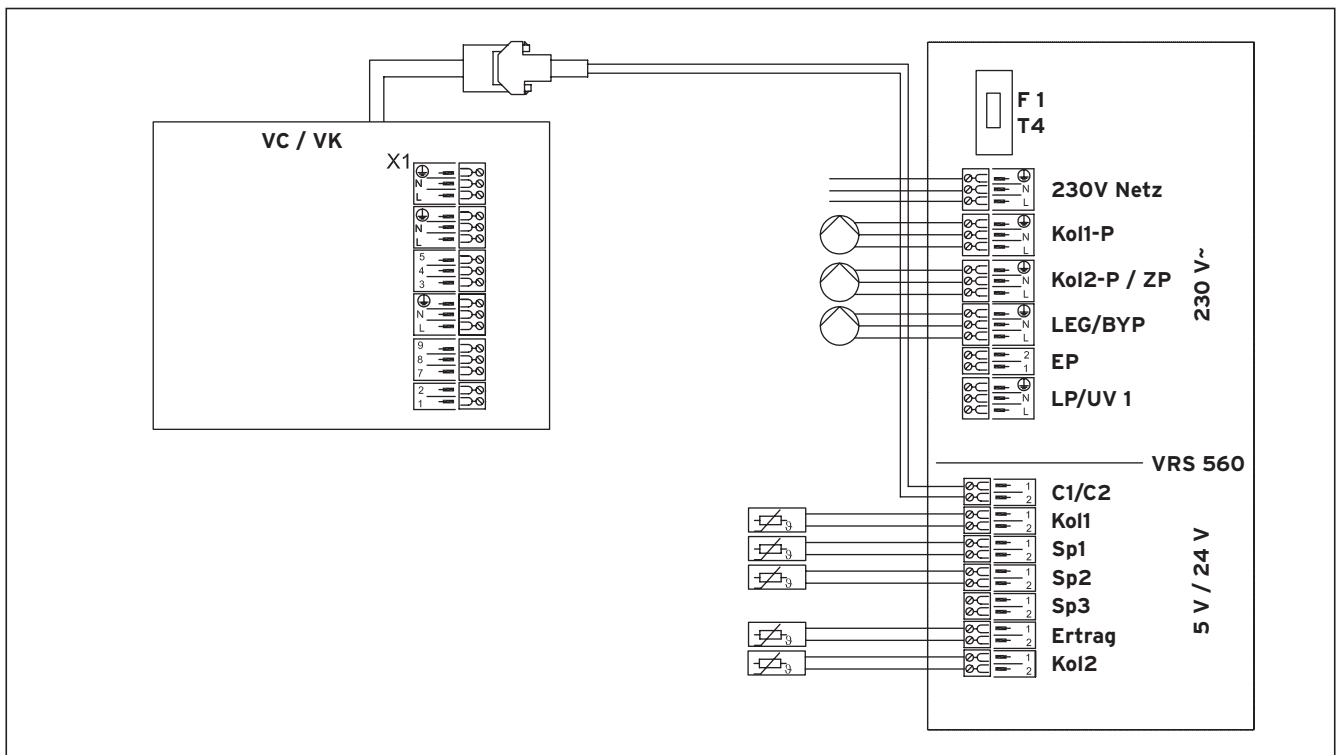 VC / VK
X1
N
L
N
L
5
4
3
N
L
9
8
7
2
1
F 1
T4
N
L
230V Netz
N
L
Kol1-P
N
L
Kol2-P / ZP
N
L
LEG/BYP
2
1
EP
N
L
LP/UV 1
230 V~
VRS 560
1
2
C1/C2
ϑ
1
2
Kol1
ϑ
1
2
Sp1
ϑ
1
2
Sp2
1
2
Sp3
ϑ
1
2
Ertrag
ϑ
1
2
Kol2
5 V / 24 V